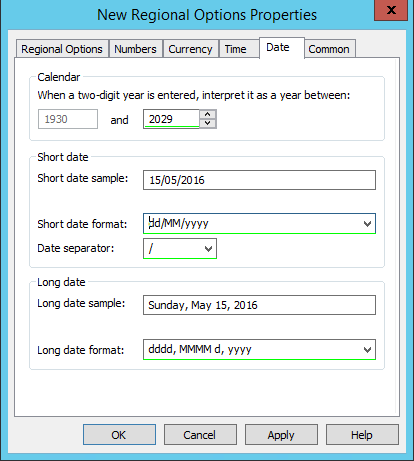 New Regional Options Properties
x
Regional Options Numbers Currency Time Date Common
Calendar
When a two-digit year is entered, interpret it as a year between:
1930 and 2029
Short date
Short date sample: 15/05/2016
Short date format: dd/MM/yyyy
Date separator: /
Long date
Long date sample: Sunday, May 15, 2016
Long date format: dddd, MMMM d, yyyy
OK Cancel Apply Help